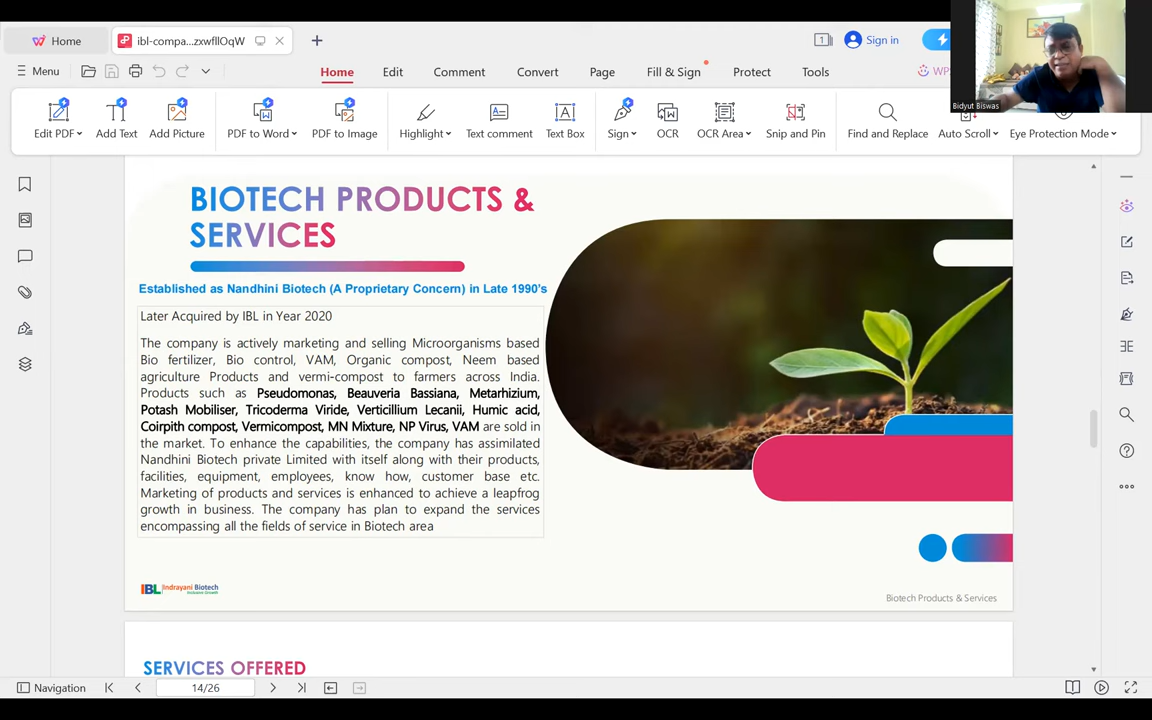 Home
ibl-compa...zxwfllOqW
1
Sign in
Menu
Home
Edit
Comment
Convert
Page
Fill & Sign
Protect
Tools
WPS
Bidyut Biswas
Edit PDF
Add Text
Add Picture
PDF to Word
PDF to Image
Highlight
Text comment
Text Box
Sign
OCR
OCR Area
Snip and Pin
Find and Replace
Auto Scroll
Eye Protection Mode
BIOTECH PRODUCTS &
SERVICES
Established as Nandhini Biotech (A Proprietary Concern) in Late 1990's
Later Acquired by IBL in Year 2020
The company is actively marketing and selling Microorganisms based
Bio fertilizer, Bio control, VAM, Organic compost, Neem based
agriculture Products and vermi-compost to farmers across India.
Products such as Pseudomonas, Beauveria Bassiana, Metarhizium,
Potash Mobiliser, Tricoderma Viride, Verticillium Lecanii, Humic acid,
Coirpith compost, Vermicompost, MN Mixture, NP Virus, VAM are sold in
the market. To enhance the capabilities, the company has assimilated
Nandhini Biotech private Limited with itself along with their products,
facilities, equipment, employees, know how, customer base etc.
Marketing of products and services is enhanced to achieve a leapfrog
growth in business. The company has plan to expand the services
encompassing all the fields of service in Biotech area
IBL Jindrayani Biotech
Inclusive Growth
Biotech Products & Services
SERVICES OFFERED
Navigation
14/26